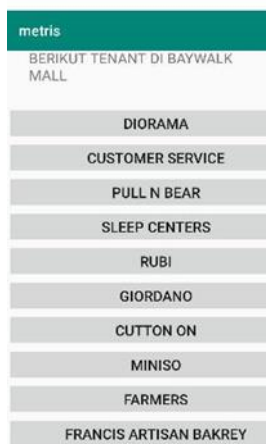 metris
BERIKUT TENANT DI BAYWALK
MALL
DIORAMA
CUSTOMER SERVICE
PULL N BEAR
SLEEP CENTERS
RUBI
GIORDANO
CUTTON ON
MINISO
FARMERS
FRANCIS ARTISAN BAKREY